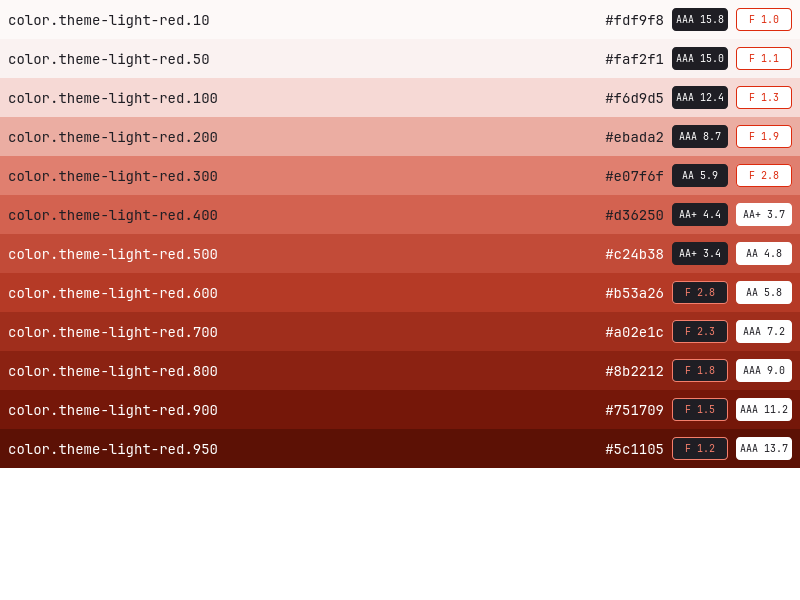 color.theme-light-red.10 #fdf9f8 AAA 15.8 F 1.0
color.theme-light-red.50 #faf2f1 AAA 15.0 F 1.1
color.theme-light-red.100 #f6d9d5 AAA 12.4 F 1.3
color.theme-light-red.200 #ebada2 AAA 8.7 F 1.9
color.theme-light-red.300 #e07f6f AA 5.9 F 2.8
color.theme-light-red.400 #d36250 AA+ 4.4 AA+ 3.7
color.theme-light-red.500 #c24b38 AA+ 3.4 AA 4.8
color.theme-light-red.600 #b53a26 F 2.8 AA 5.8
color.theme-light-red.700 #a02e1c F 2.3 AAA 7.2
color.theme-light-red.800 #8b2212 F 1.8 AAA 9.0
color.theme-light-red.900 #751709 F 1.5 AAA 11.2
color.theme-light-red.950 #5c1105 F 1.2 AAA 13.7